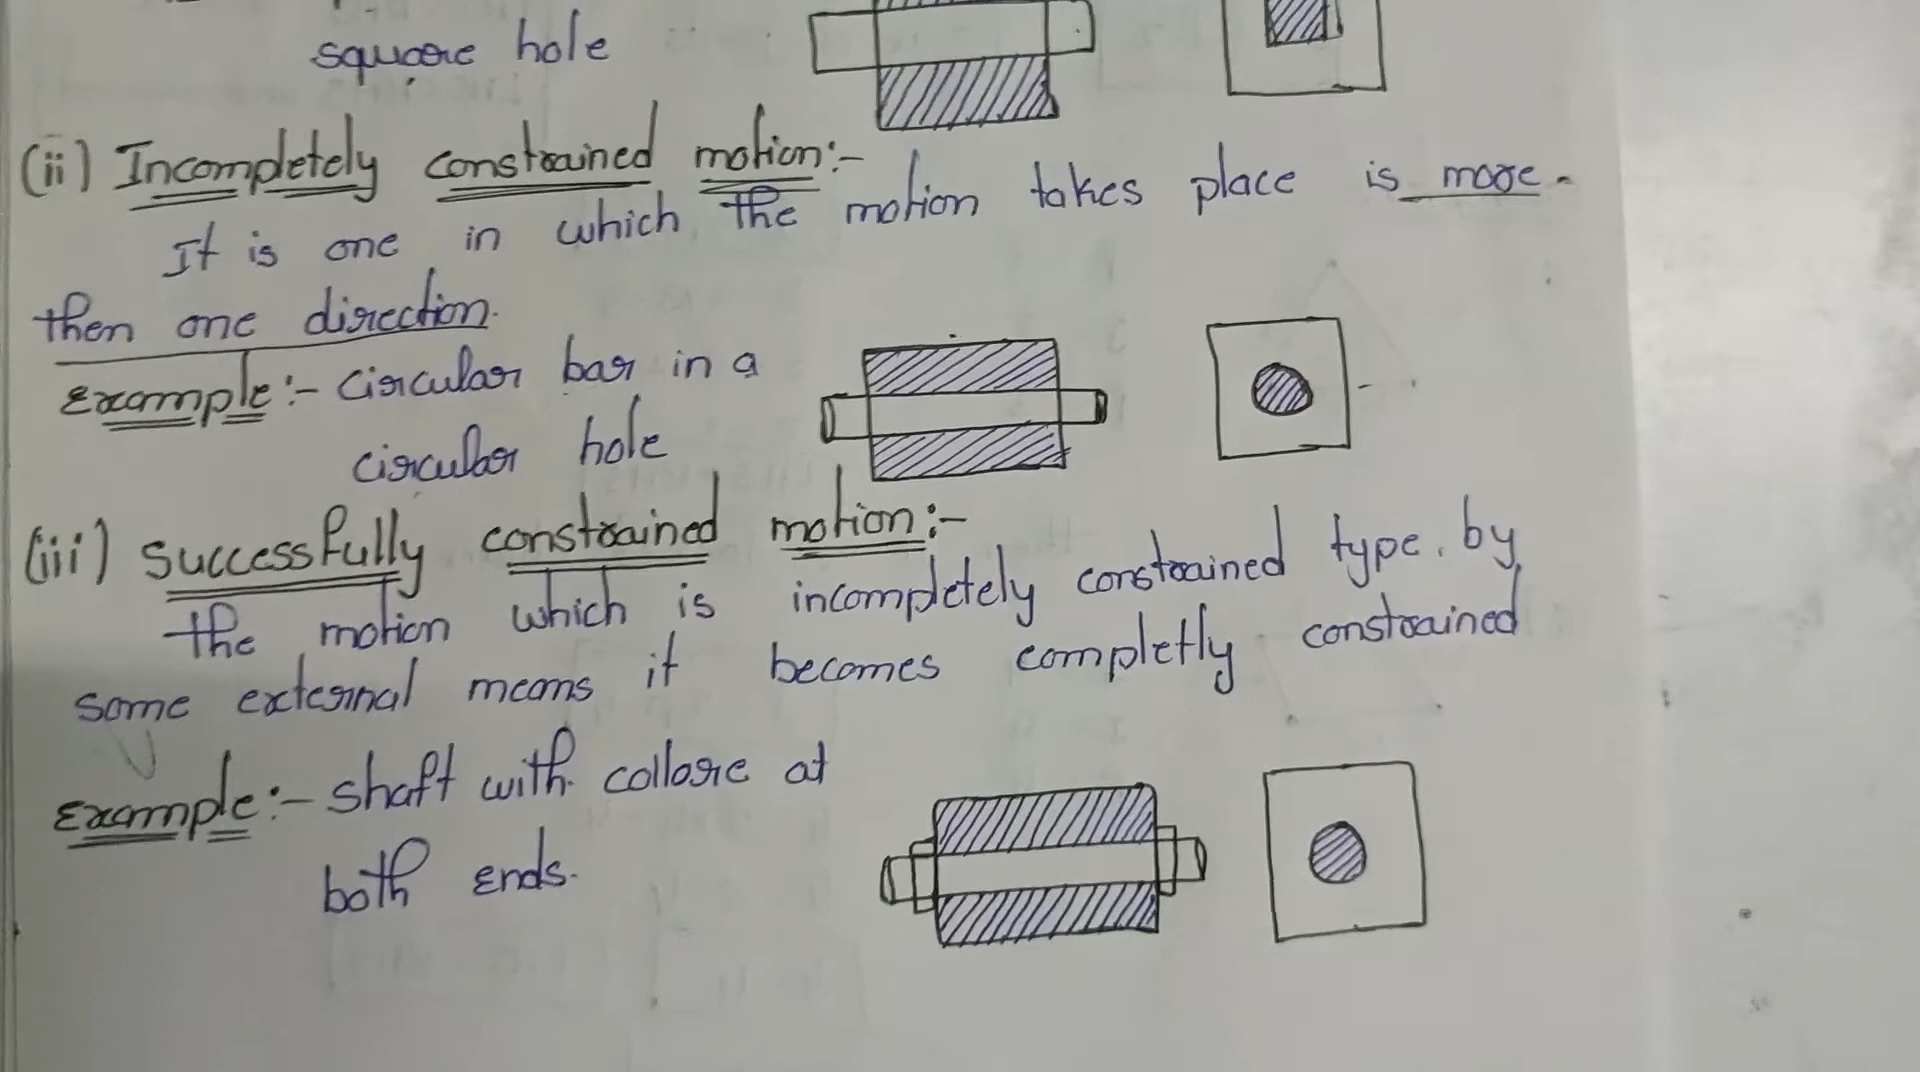 square hole
(ii) Incompletely constrained motion:-
It is one in which the motion takes place is more-
then one direction.
Example:- circular bar in a
circular hole
(iii) Successfully constrained motion:-
the motion which is incompletely constrained type. by
some external means it becomes completly constrained
Example:- shaft with collare at
both ends.